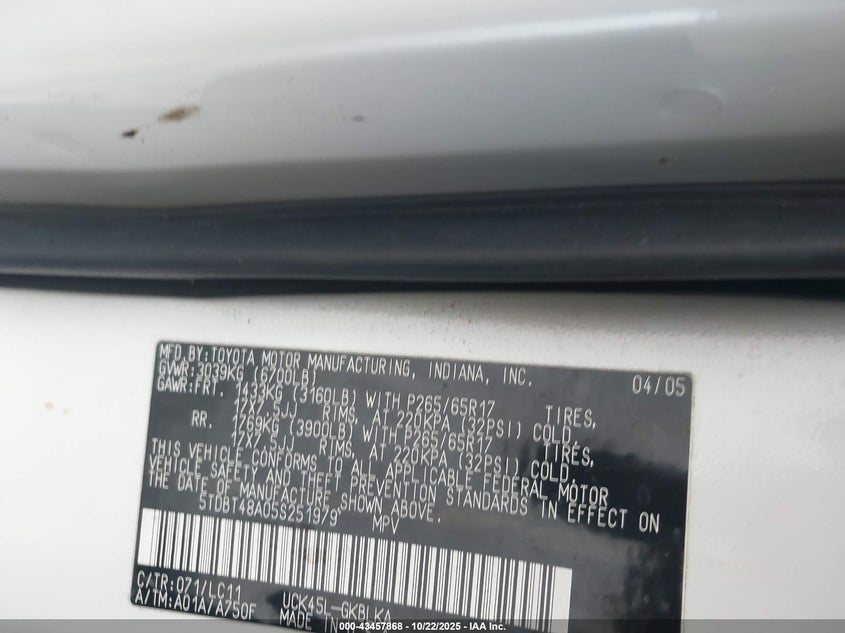 MFD.BY:TOYOTA MOTOR MANUFACTURING, INDIANA, INC. 04/05
GVWR:3039KG (6700LB)
GAWR:FRT. 1433KG (3160LB) WITH P265/65R17 TIRES,
17X7.5JJ RIMS, AT 220KPA (32PSI) COLD,
RR. 1769KG (3900LB) WITH P265/65R17 TIRES,
17X7.5JJ RIMS, AT 220KPA (32PSI) COLD,
THIS VEHICLE CONFORMS TO ALL APPLICABLE FEDERAL MOTOR
VEHICLE SAFETY AND THEFT PREVENTION STANDARDS IN EFFECT ON
THE DATE OF MANUFACTURE SHOWN ABOVE.
5TDBT48A05S251979 MPV
C/TR:071/LC11 UCK45L-GKBLKA
A/TM:A01A/A750F MADE IN
000-43457868 - 10/22/2025 - IAA Inc.